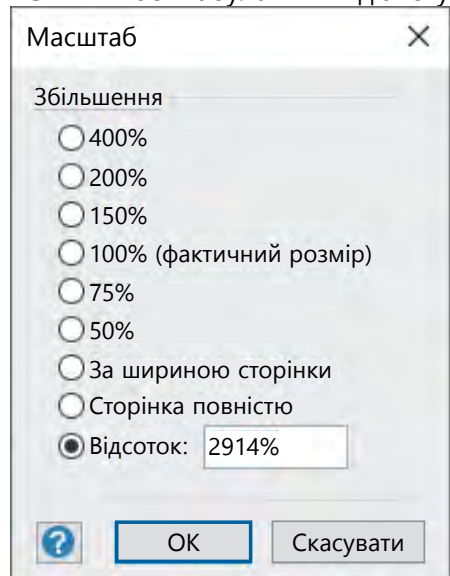 Масштаб
Збільшення
400%
200%
150%
100% (фактичний розмір)
75%
50%
За шириною сторінки
Сторінка повністю
Відсоток: 2914%
? OK Скасувати